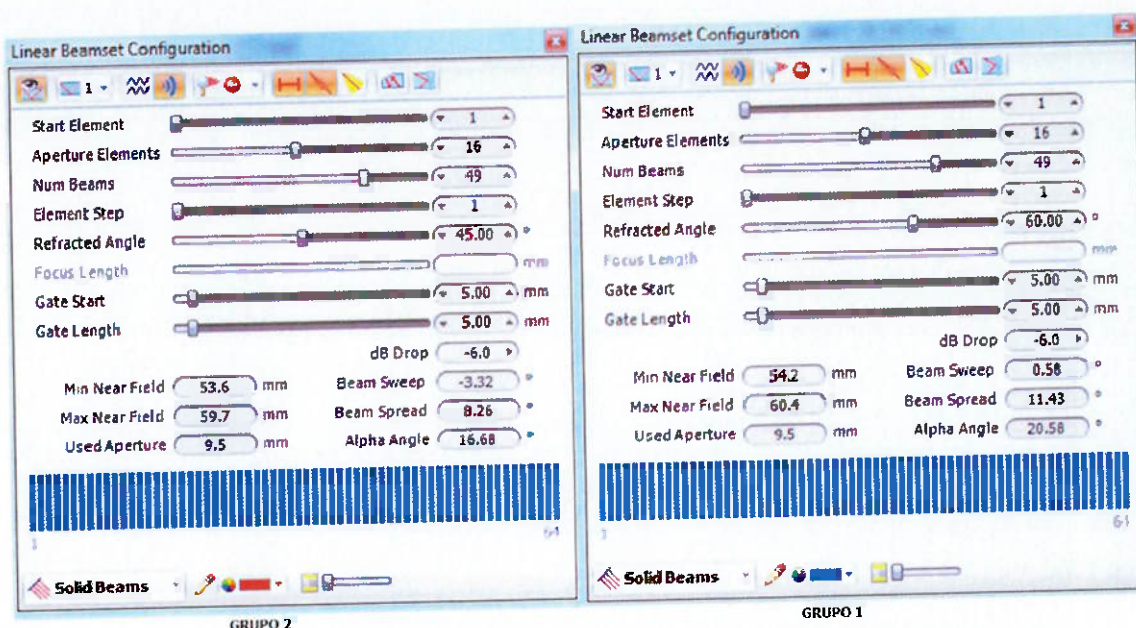 Linear Beamset Configuration
1
Start Element 1
Aperture Elements 16
Num Beams 49
Element Step 1
Refracted Angle 45.00 °
Focus Length mm
Gate Start 5.00 mm
Gate Length 5.00 mm
dB Drop -6.0
Min Near Field 53.6 mm Beam Sweep -3.32 °
Max Near Field 59.7 mm Beam Spread 8.26 °
Used Aperture 9.5 mm Alpha Angle 16.68 °
1 64
Solid Beams
GRUPO 2
Linear Beamset Configuration
1
Start Element 1
Aperture Elements 16
Num Beams 49
Element Step 1
Refracted Angle 60.00 °
Focus Length mm
Gate Start 5.00 mm
Gate Length 5.00 mm
dB Drop -6.0
Min Near Field 54.2 mm Beam Sweep 0.58 °
Max Near Field 60.4 mm Beam Spread 11.43 °
Used Aperture 9.5 mm Alpha Angle 20.58 °
1 64
Solid Beams
GRUPO 1